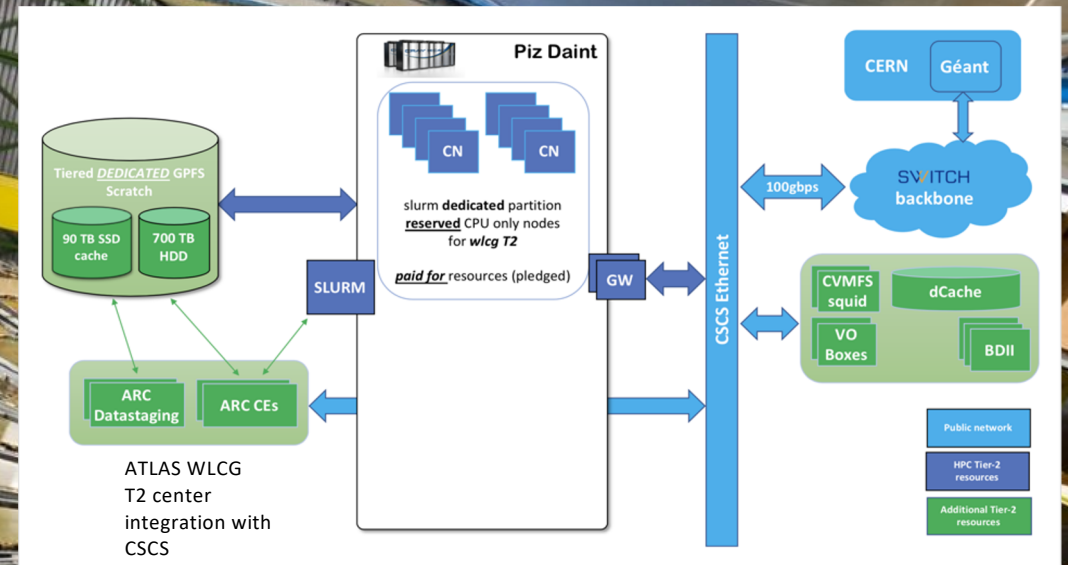 Piz Daint
CN
CN
slurm dedicated partition
reserved CPU only nodes
for wlcg T2
paid for resources (pledged)
Tiered DEDICATED GPFS
Scratch
90 TB SSD
cache
700 TB
HDD
SLURM
GW
ARC
Datastaging
ARC CEs
ATLAS WLCG
T2 center
integration with
CSCS
CSCS Ethernet
CERN
Géant
100gbps
SWITCH
backbone
CVMFS
squid
dCache
VO
Boxes
BDII
Public network
HPC Tier-2
resources
Additional Tier-2
resources